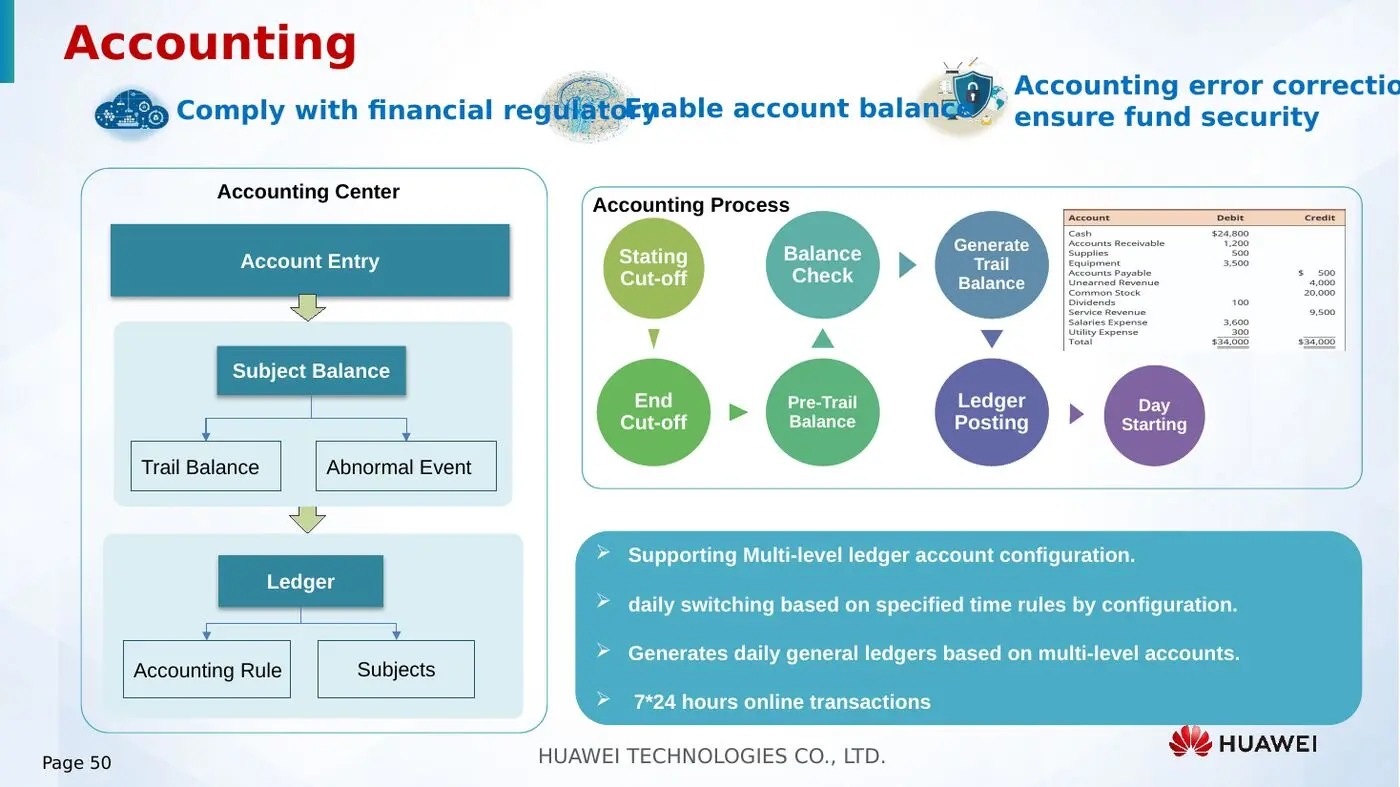 Accounting
Comply with financial regulatory
Enable account balance
Accounting error correctio
ensure fund security
Accounting Center
Account Entry
Subject Balance
Trail Balance
Abnormal Event
Ledger
Accounting Rule
Subjects
Accounting Process
Stating
Cut-off
Balance
Check
Generate
Trail
Balance
End
Cut-off
Pre-Trail
Balance
Ledger
Posting
Day
Starting
Account Debit Credit
Cash $24,800
Accounts Receivable 1,200
Supplies 500
Equipment 3,500
Accounts Payable $ 500
Unearned Revenue 4,000
Common Stock 20,000
Dividends 100
Service Revenue 9,500
Salaries Expense 3,600
Utility Expense 300
Total $34,000 $34,000
Supporting Multi-level ledger account configuration.
daily switching based on specified time rules by configuration.
Generates daily general ledgers based on multi-level accounts.
7*24 hours online transactions
Page 50
HUAWEI TECHNOLOGIES CO., LTD.
HUAWEI